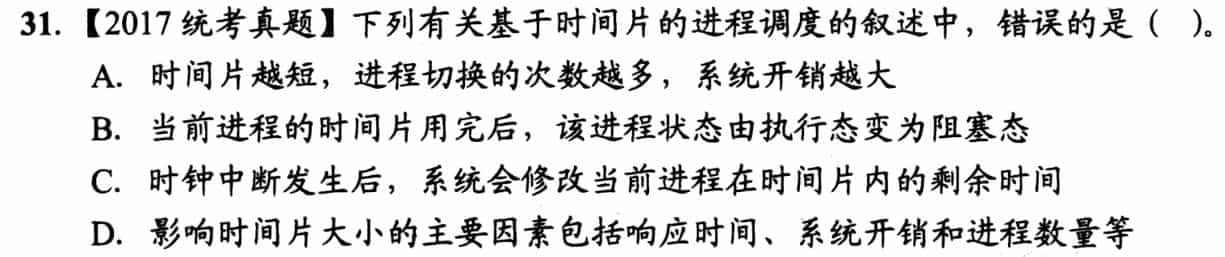 31.【2017统考真题】下列有关基于时间片的进程调度的叙述中，错误的是（ ）。
A. 时间片越短，进程切换的次数越多，系统开销越大
B. 当前进程的时间片用完后，该进程状态由执行态变为阻塞态
C. 时钟中断发生后，系统会修改当前进程在时间片内的剩余时间
D. 影响时间片大小的主要因素包括响应时间、系统开销和进程数量等